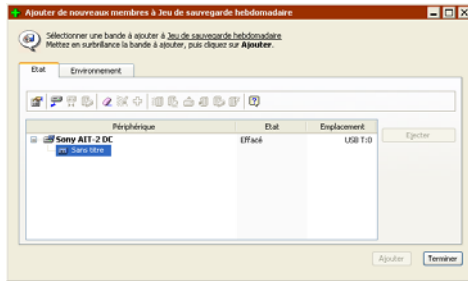 Ajouter de nouveaux membres à Jeu de sauvegarde hebdomadaire
Sélectionner une bande à ajouter à Jeu de sauvegarde hebdomadaire
Mettez en surbrillance la bande à ajouter, puis cliquez sur Ajouter.
Etat Environnement
Périphérique Etat Emplacement
Sony AIT-2 DC Effacé USB T:0
Sans titre
Ejecter
Ajouter Terminer